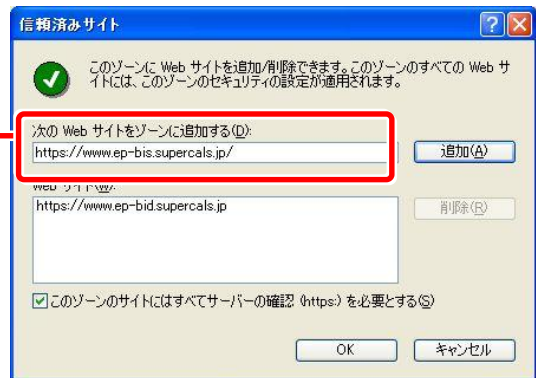 信頼済みサイト
このゾーンに Web サイトを追加/削除できます。このゾーンのすべての Web サ
イトには、このゾーンのセキュリティの設定が適用されます。
次の Web サイトをゾーンに追加する(D):
https://www.ep-bis.supercals.jp/
追加(A)
Web サイト(W):
https://www.ep-bid.supercals.jp
削除(R)
このゾーンのサイトにはすべてサーバーの確認 (https:) を必要とする(S)
OK
キャンセル